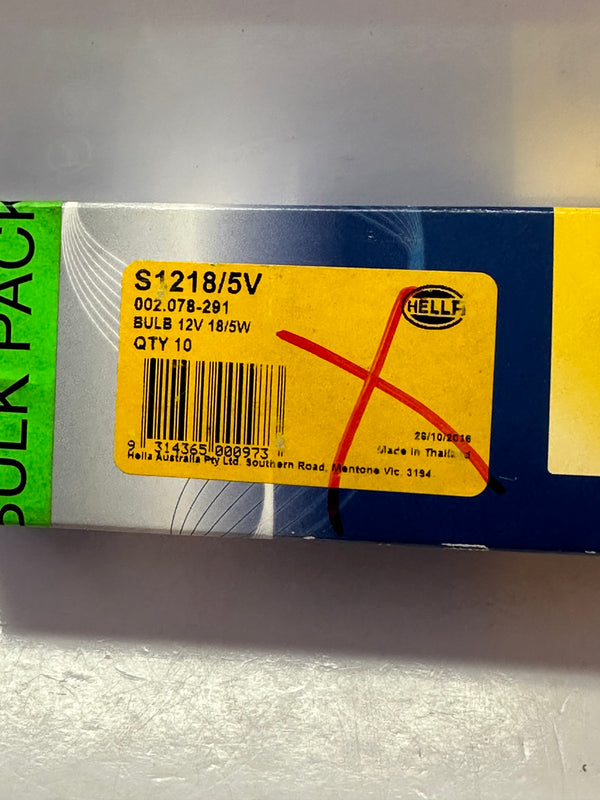 BULK PACK
S1218/5V
002.078-291
BULB 12V 18/5W
QTY 10
HELLA
9 314365 000973
28/10/2016
Made in Thailand
Hella Australia Pty Ltd. Southern Road, Mentone Vic. 3194